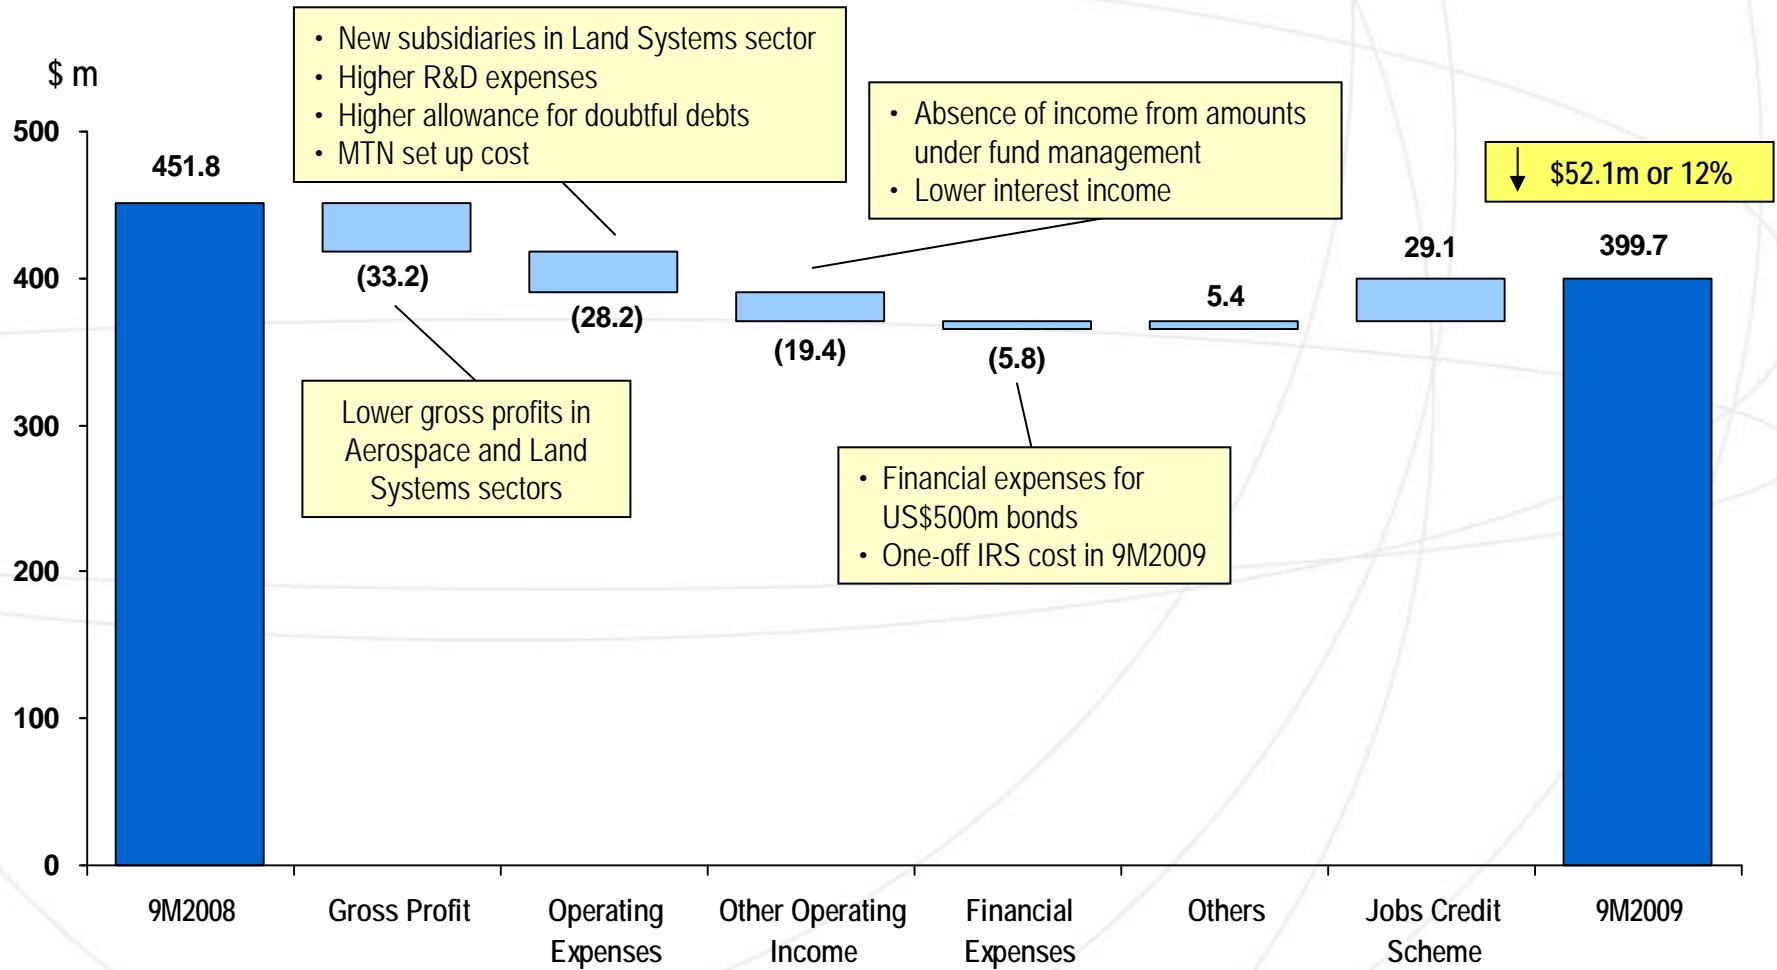 $ m
500
400
300
200
100
0
• New subsidiaries in Land Systems sector
• Higher R&D expenses
• Higher allowance for doubtful debts
• MTN set up cost
• Absence of income from amounts
under fund management
• Lower interest income
↓ $52.1m or 12%
451.8
(33.2)
(28.2)
(19.4)
(5.8)
5.4
29.1
399.7
Lower gross profits in
Aerospace and Land
Systems sectors
• Financial expenses for
US$500m bonds
• One-off IRS cost in 9M2009
9M2008
Gross Profit
Operating
Expenses
Other Operating
Income
Financial
Expenses
Others
Jobs Credit
Scheme
9M2009